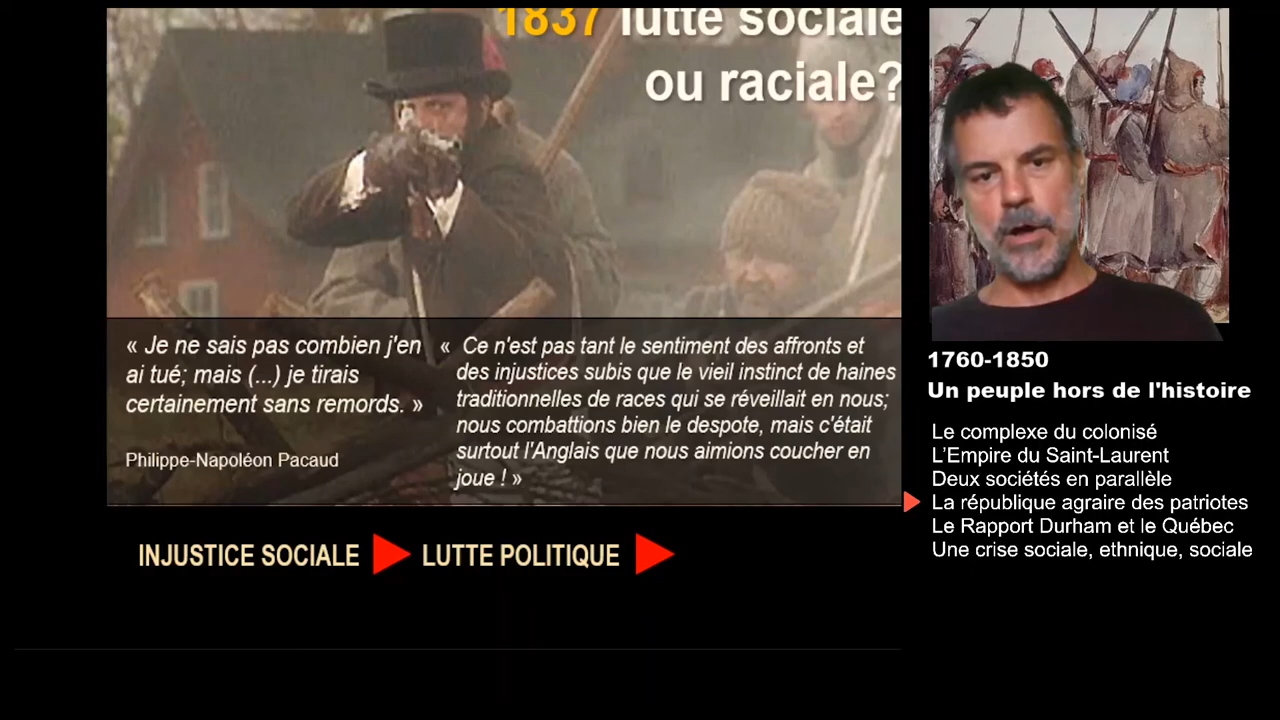 1837 lutte sociale
ou raciale?
« Je ne sais pas combien j'en
ai tué; mais (...) je tirais
certainement sans remords. »
Philippe-Napoléon Pacaud
« Ce n'est pas tant le sentiment des affronts et
des injustices subis que le vieil instinct de haines
traditionnelles de races qui se réveillait en nous;
nous combattions bien le despote, mais c'était
surtout l'Anglais que nous aimions coucher en
joue ! »
INJUSTICE SOCIALE LUTTE POLITIQUE
1760-1850
Un peuple hors de l'histoire
Le complexe du colonisé
L'Empire du Saint-Laurent
Deux sociétés en parallèle
La république agraire des patriotes
Le Rapport Durham et le Québec
Une crise sociale, ethnique, sociale